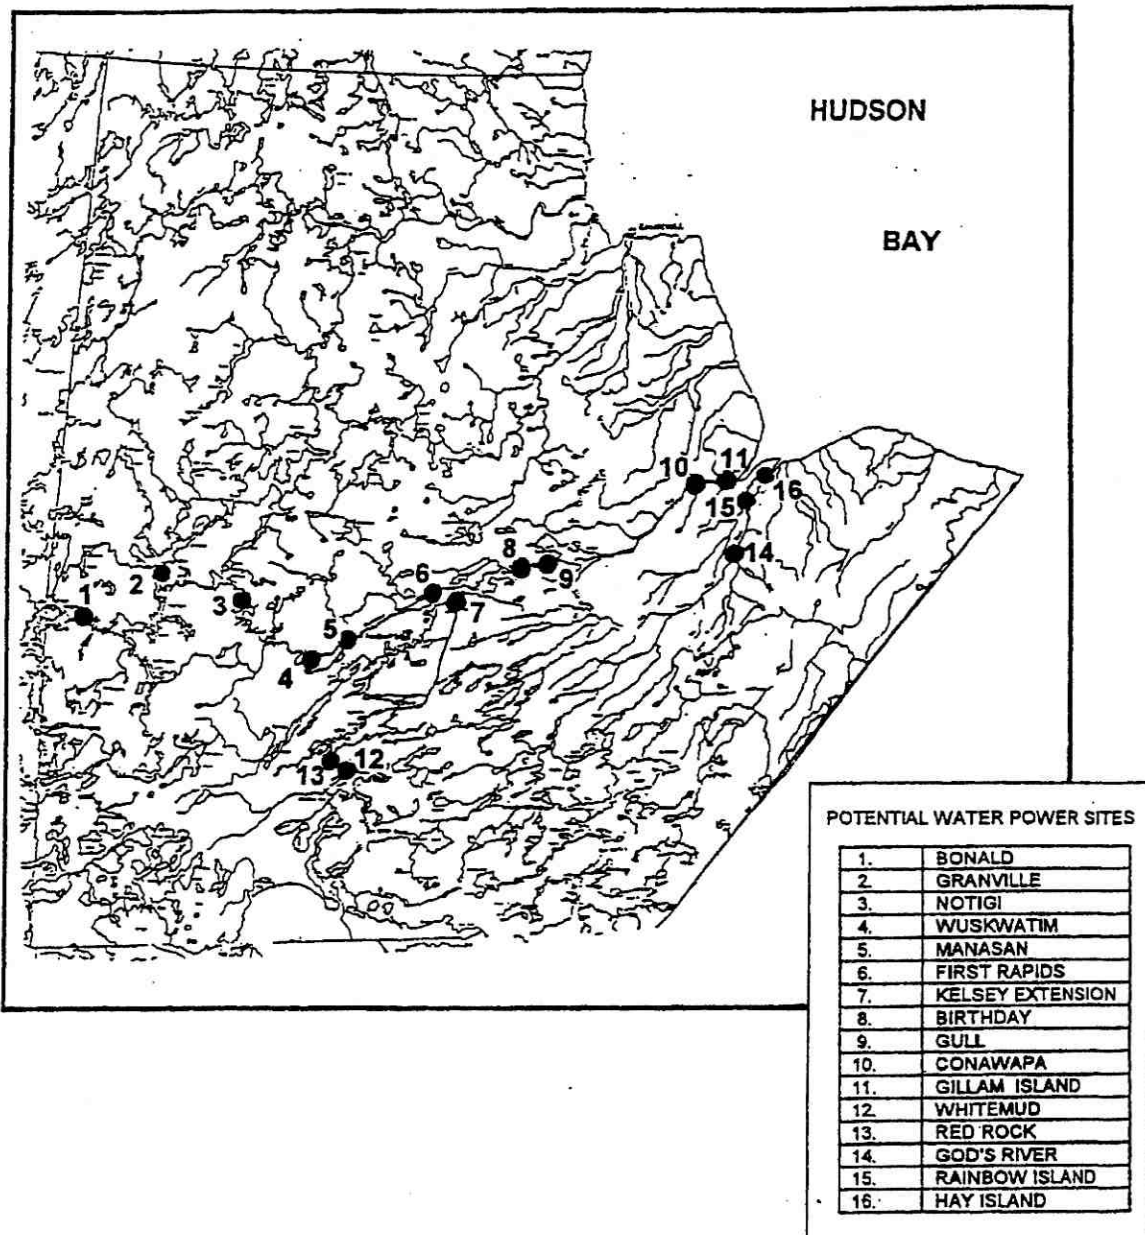 HUDSON
BAY
CHURCHILL
10
11
16
15
14
8
9
6
7
2
3
1
5
4
12
13
POTENTIAL WATER POWER SITES
1. BONALD
2. GRANVILLE
3. NOTIGI
4. WUSKWATIM
5. MANASAN
6. FIRST RAPIDS
7. KELSEY EXTENSION
8. BIRTHDAY
9. GULL
10. CONAWAPA
11. GILLAM ISLAND
12. WHITEMUD
13. RED ROCK
14. GOD'S RIVER
15. RAINBOW ISLAND
16. HAY ISLAND